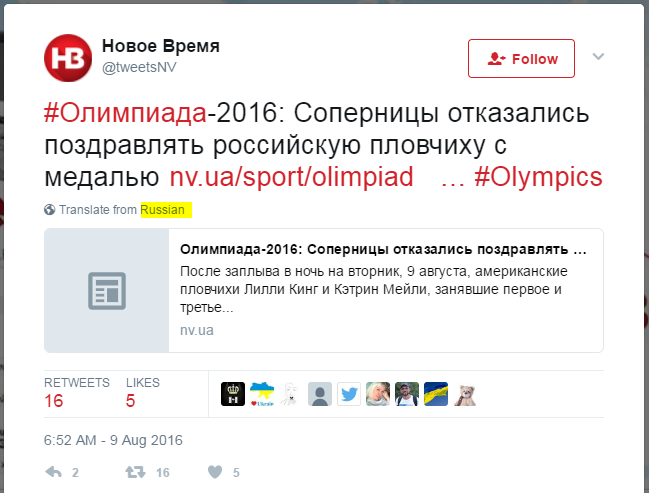 НВ
Новое Время
@tweetsNV
Follow
#Олимпиада-2016: Соперницы отказались
поздравлять российскую пловчиху с
медалью nv.ua/sport/olimpiad … #Olympics
Translate from Russian
Олимпиада-2016: Соперницы отказались поздравлять ...
После заплыва в ночь на вторник, 9 августа, американские
пловчихи Лилли Кинг и Кэтрин Мейли, занявшие первое и
третье...
nv.ua
RETWEETS LIKES
16 5
6:52 AM - 9 Aug 2016
2 16 5